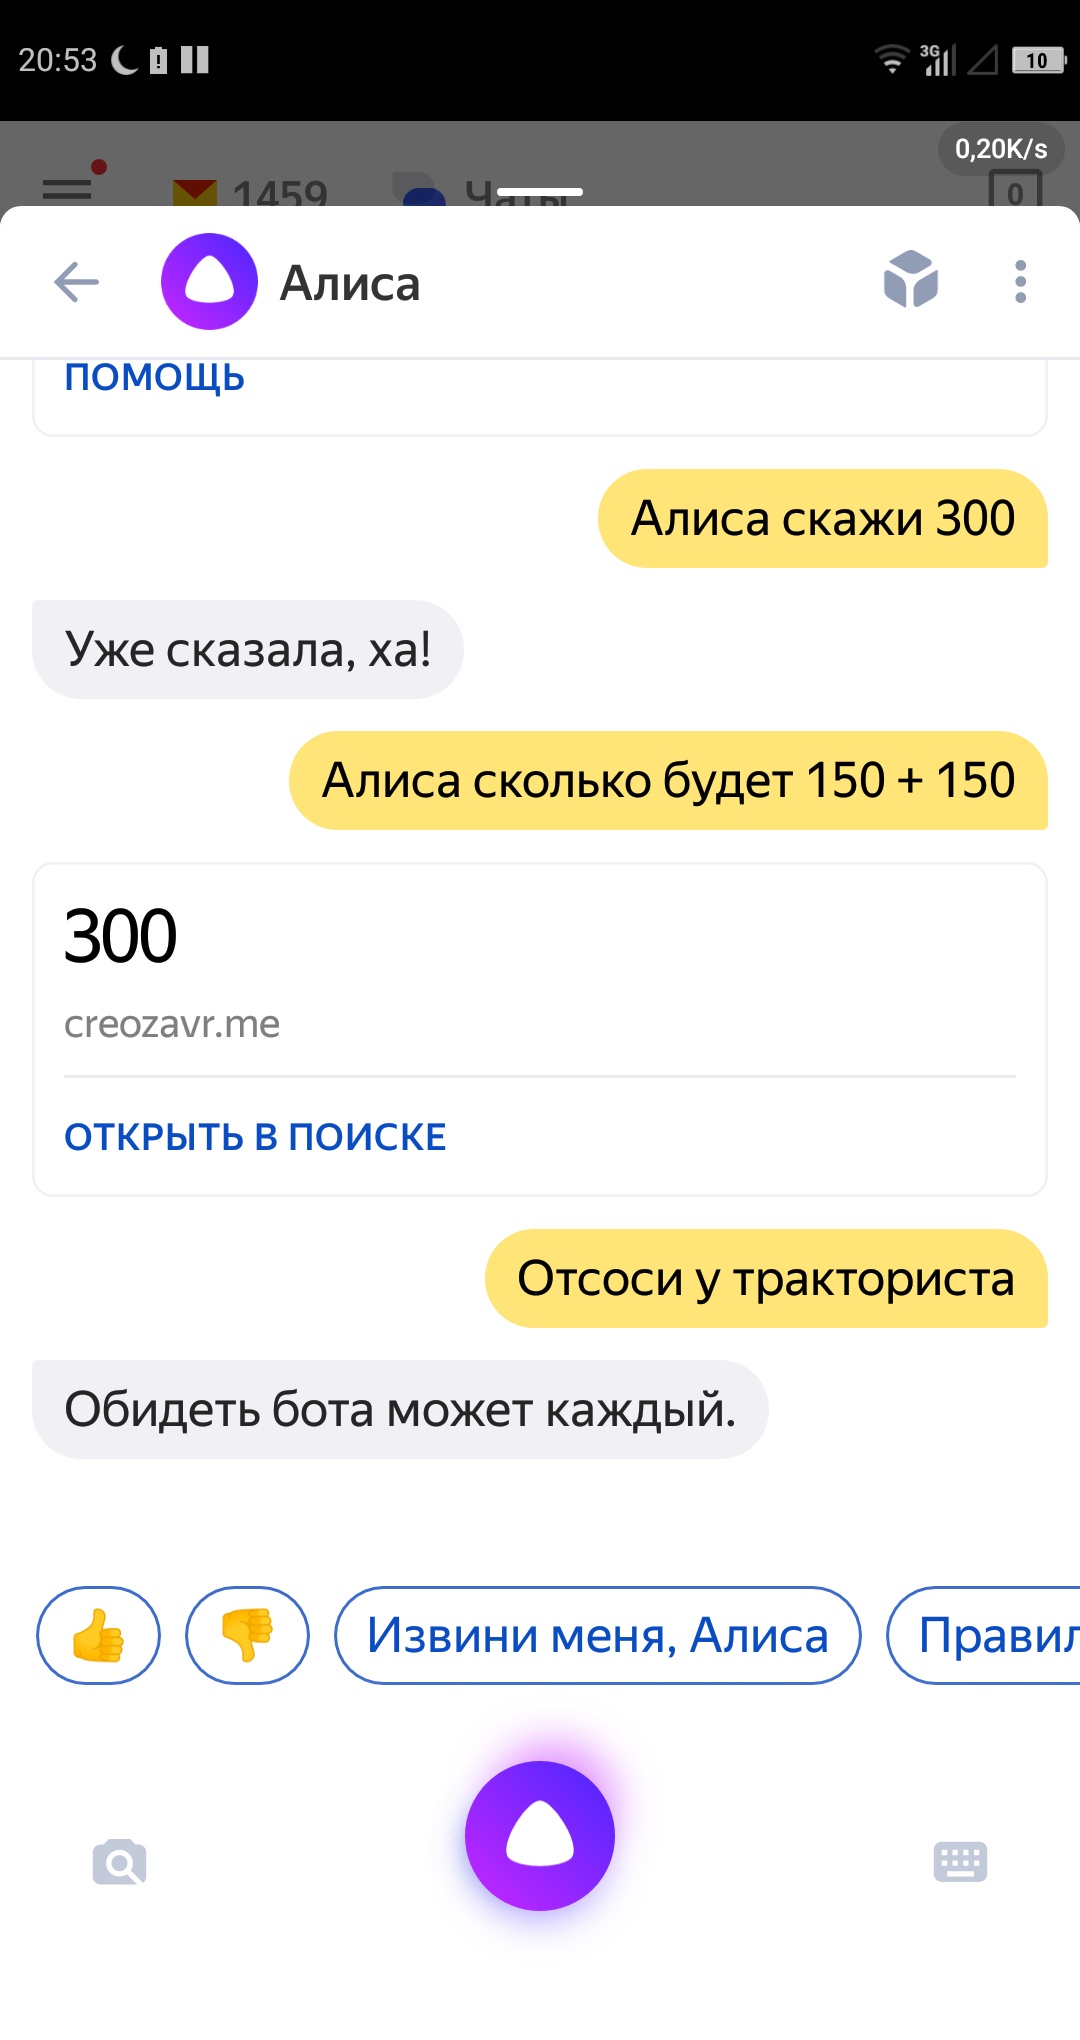 20:53
3G
10
0,20K/s
1459
Чаты
0
Алиса
ПОМОЩЬ
Алиса скажи 300
Уже сказала, ха!
Алиса сколько будет 150 + 150
300
creozavr.me
ОТКРЫТЬ В ПОИСКЕ
Отсоси у тракториста
Обидеть бота может каждый.
Извини меня, Алиса
Правил